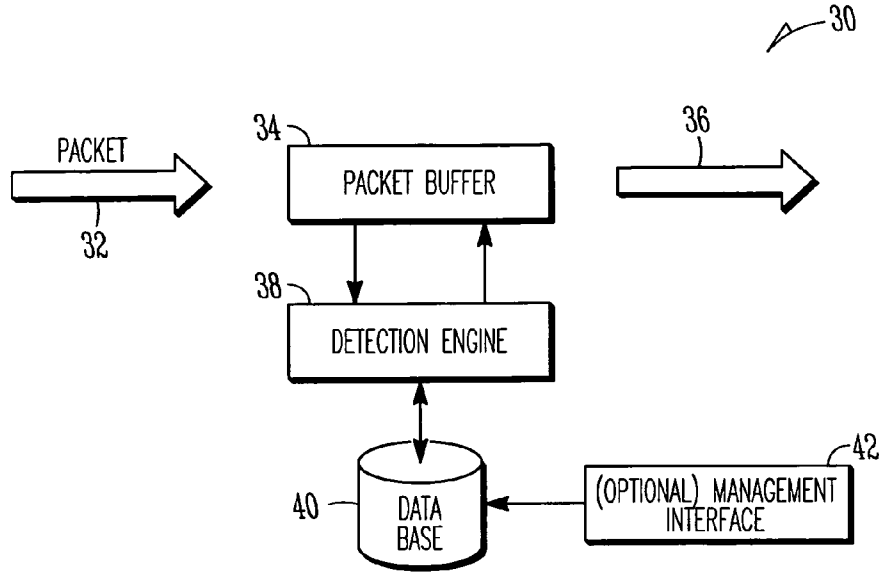 30
PACKET
32
34
PACKET BUFFER
36
38
DETECTION ENGINE
40
DATA
BASE
42
(OPTIONAL) MANAGEMENT
INTERFACE